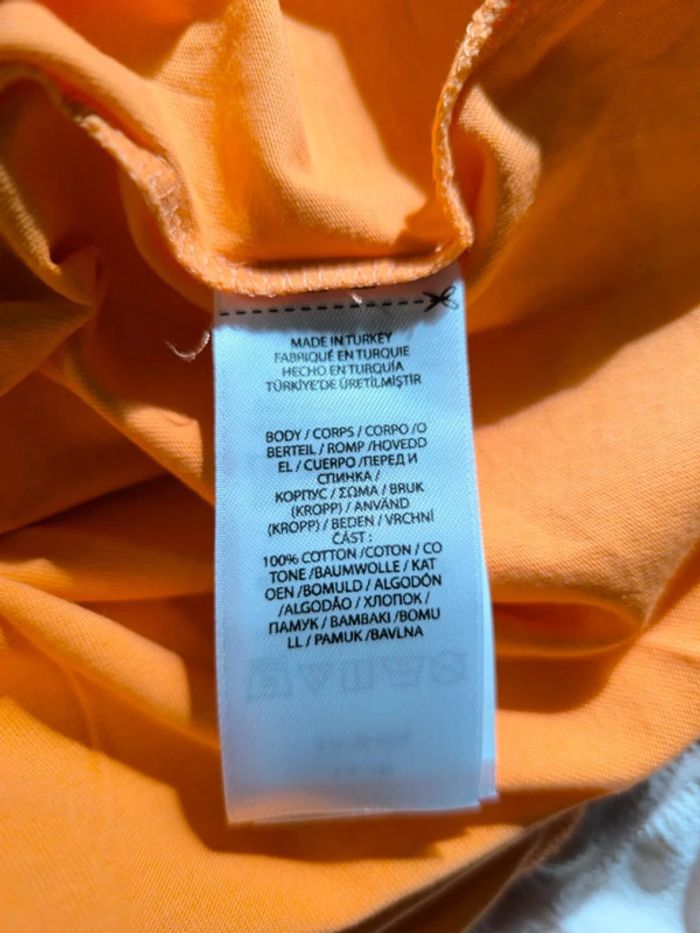 MADE IN TURKEY
FABRIQUÉ EN TURQUIE
HECHO EN TURQUÍA
TÜRKİYE'DE ÜRETİLMİŞTİR
BODY / CORPS / CORPO /O
BERTEIL / ROMP /HOVEDD
EL / CUERPO /ПЕРЕД И
СПИНКА /
КОРПУС / ΣΩΜΑ / BRUK
(KROPP) / ANVÄND
(KROPP) / BEDEN / VRCHNÍ
ČÁST :
100% COTTON /COTON / CO
TONE /BAUMWOLLE / KAT
OEN /BOMULD / ALGODÓN
/ALGODÃO / ХЛОПОК /
ПАМУК / BAMBAKI /BOMU
LL / PAMUK /BAVLNA